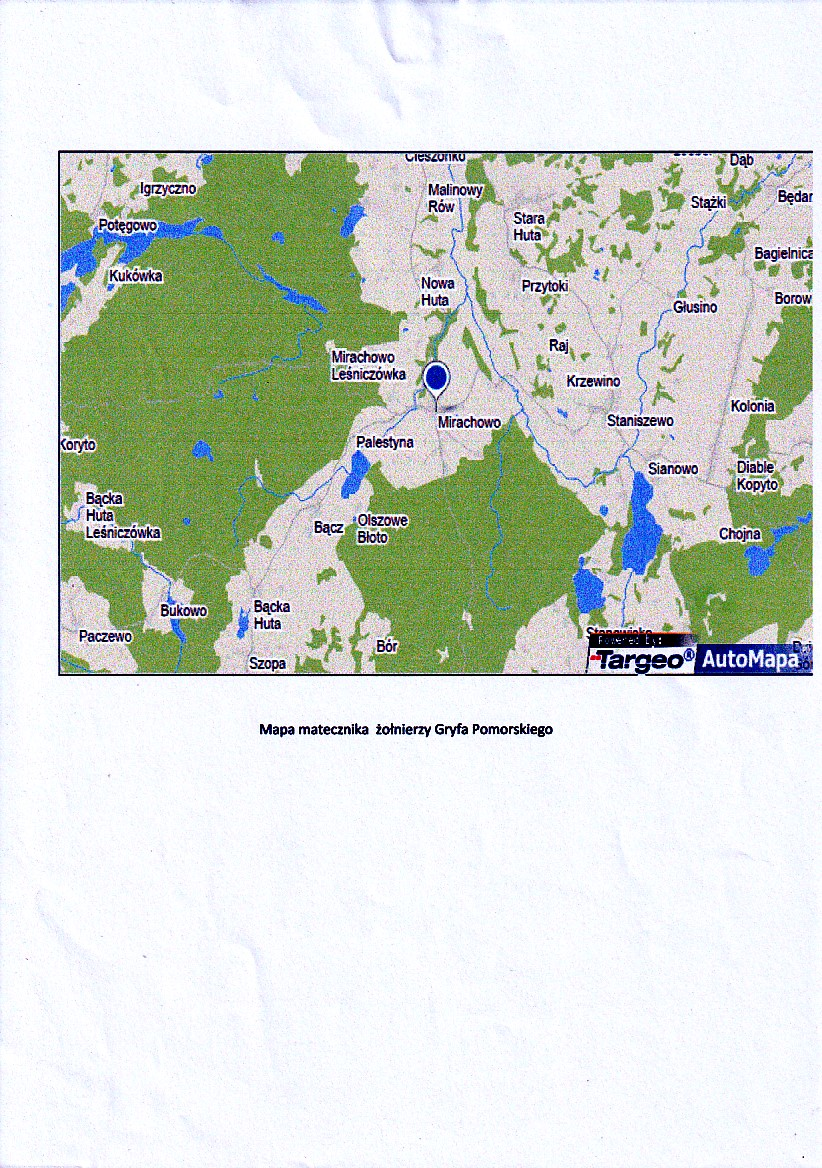 Cieszonko
Dąb
Igrzyczno
Malinowy
Rów
Stążki
Potęgowo
Stara
Huta
Bagielnica
Kukówka
Nowa
Huta
Przytoki
Głusino
Raj
Mirachowo
Leśniczówka
Krzewino
Kolonia
Mirachowo
Staniszewo
Koryto
Palestyna
Sianowo
Diable
Kopyto
Bącka
Huta
Leśniczówka
Bącz
Olszowe
Błoto
Chojna
Bukowo
Bącka
Huta
Paczewo
Bór
Szopa
Powered by:
Targeo® AutoMapa
Mapa matecznika żołnierzy Gryfa Pomorskiego